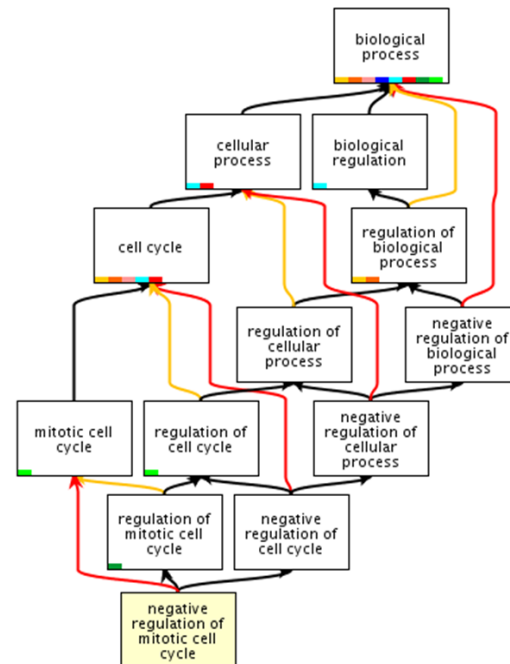 biological
process
cellular
process
biological
regulation
cell cycle
regulation of
biological
process
regulation of
cellular
process
negative
regulation of
biological
process
mitotic cell
cycle
regulation of
cell cycle
negative
regulation of
cellular
process
regulation of
mitotic cell
cycle
negative
regulation of
cell cycle
negative
regulation of
mitotic cell
cycle